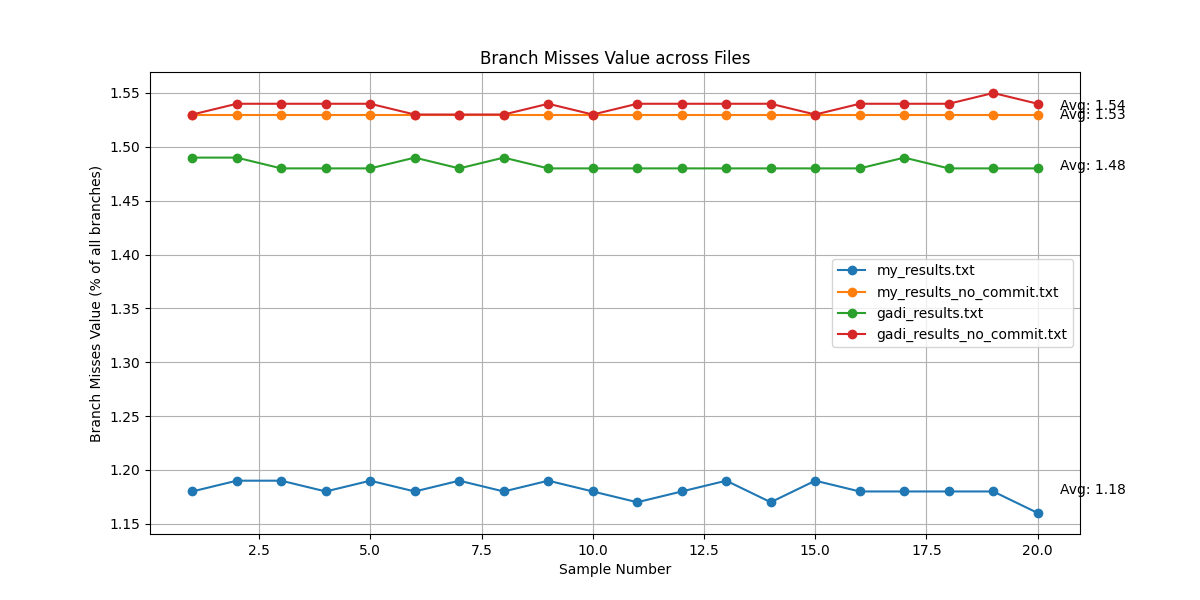 Branch Misses Value across Files
Branch Misses Value (% of all branches)
1.55
1.50
1.45
1.40
1.35
1.30
1.25
1.20
1.15
Avg: 1.54
Avg: 1.53
Avg: 1.48
my_results.txt
my_results_no_commit.txt
gadi_results.txt
gadi_results_no_commit.txt
Avg: 1.18
2.5 5.0 7.5 10.0 12.5 15.0 17.5 20.0
Sample Number